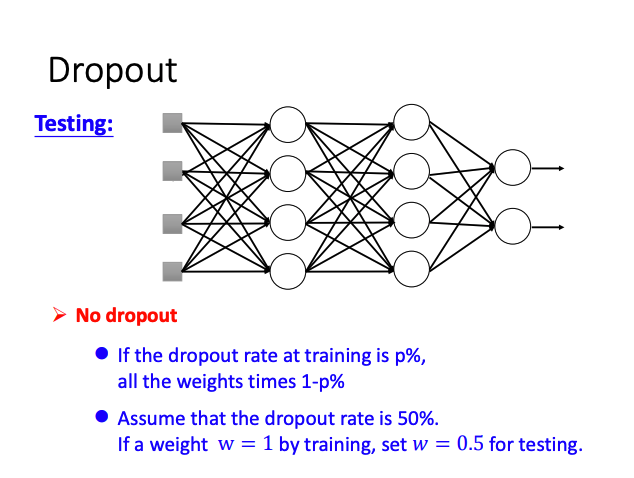 Dropout
Testing:
➢ No dropout
● If the dropout rate at training is p%,
all the weights times 1-p%
● Assume that the dropout rate is 50%.
If a weight w = 1 by training, set 𝑤 = 0.5 for testing.